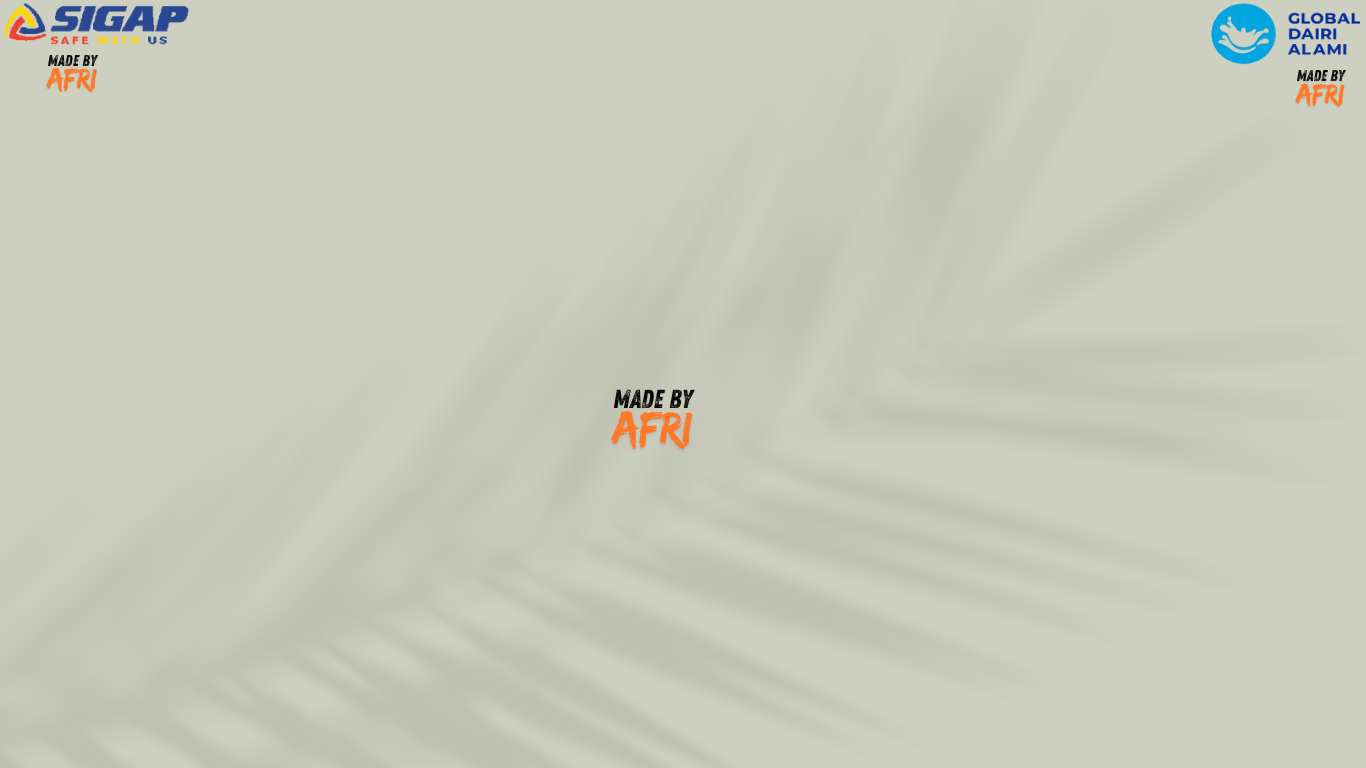 SIGAP
SAFE WITH US
MADE BY
AFRI
GLOBAL
DAIRI
ALAMI
MADE BY
AFRI
MADE BY
AFRI